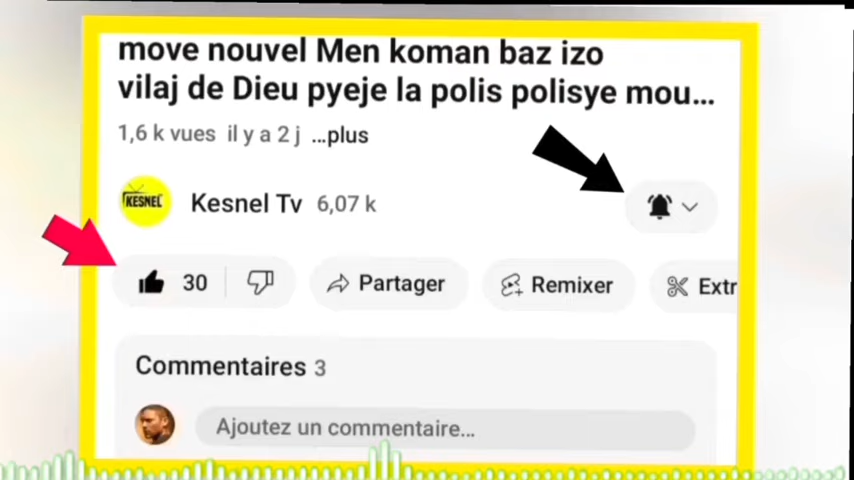 move nouvel Men koman baz izo
vilaj de Dieu pyeje la polis polisye mou...
1,6 k vues il y a 2 j ...plus
KESNEL
Kesnel Tv 6,07 k
30 Partager Remixer Extr
Commentaires 3
Ajoutez un commentaire...